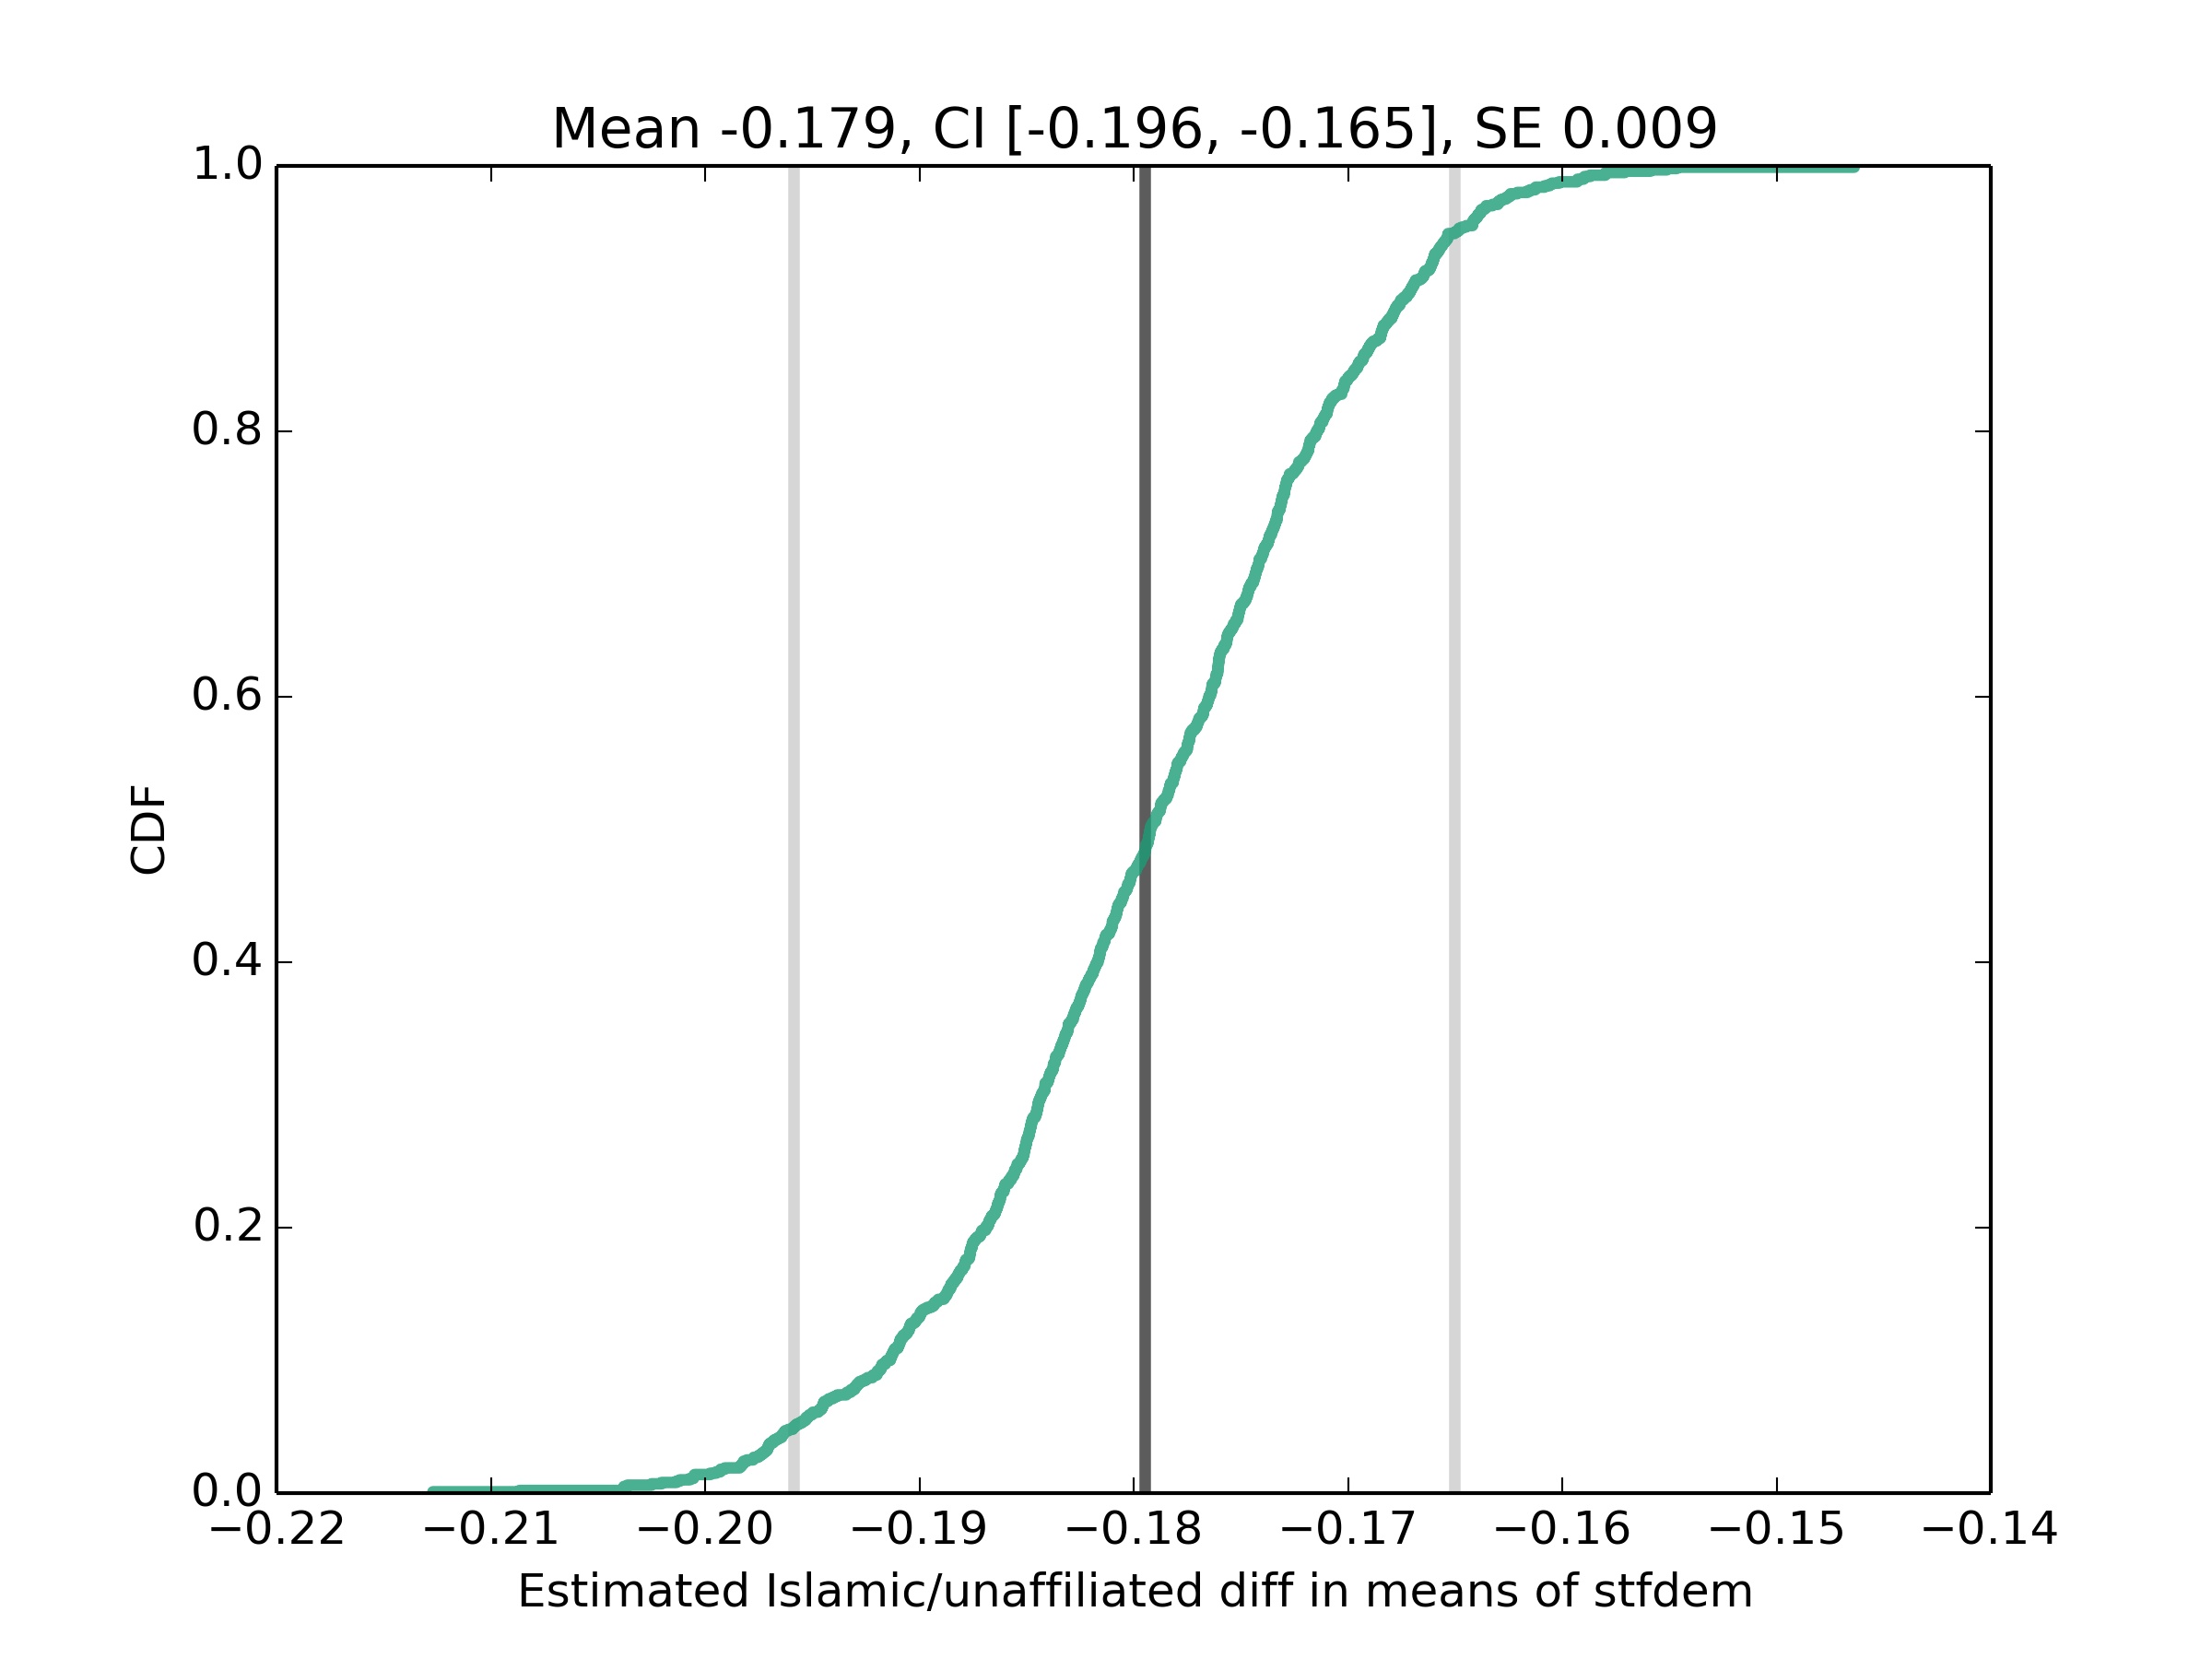 Mean -0.179, CI [-0.196, -0.165], SE 0.009
1.0
0.8
0.6
0.4
0.2
0.0
CDF
−0.22 −0.21 −0.20 −0.19 −0.18 −0.17 −0.16 −0.15 −0.14
Estimated Islamic/unaffiliated diff in means of stfdem